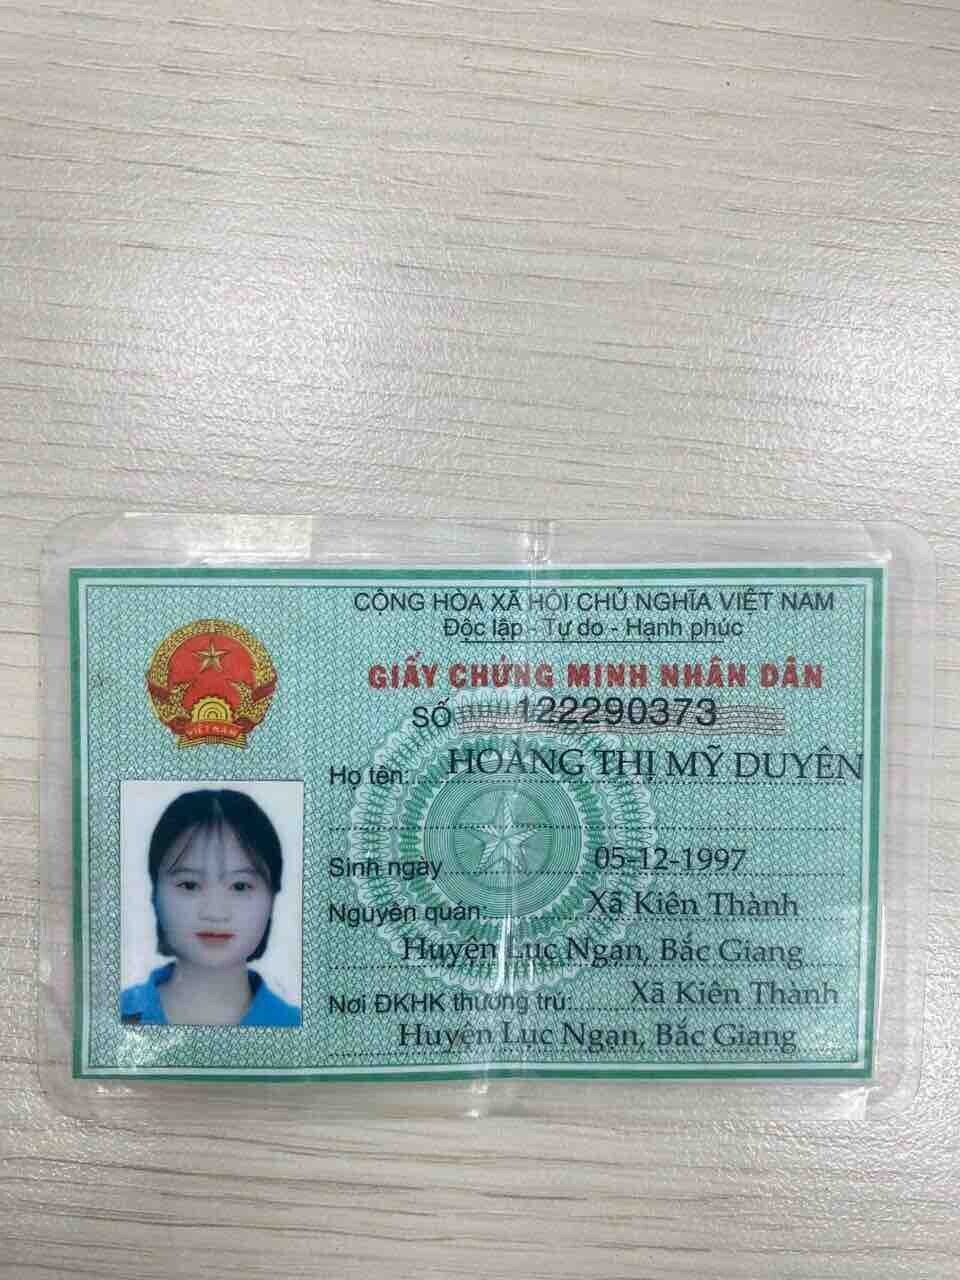 CỘNG HÒA XÃ HỘI CHỦ NGHĨA VIỆT NAM
Độc lập - Tự do - Hạnh phúc
GIẤY CHỨNG MINH NHÂN DÂN
SỐ 122290373
VIỆT NAM
Họ tên: HOÀNG THỊ MỸ DUYÊN
Sinh ngày 05-12-1997
Nguyên quán: Xã Kiên Thành
Huyện Lục Ngạn, Bắc Giang
Nơi ĐKHK thường trú: Xã Kiên Thành
Huyện Lục Ngạn, Bắc Giang